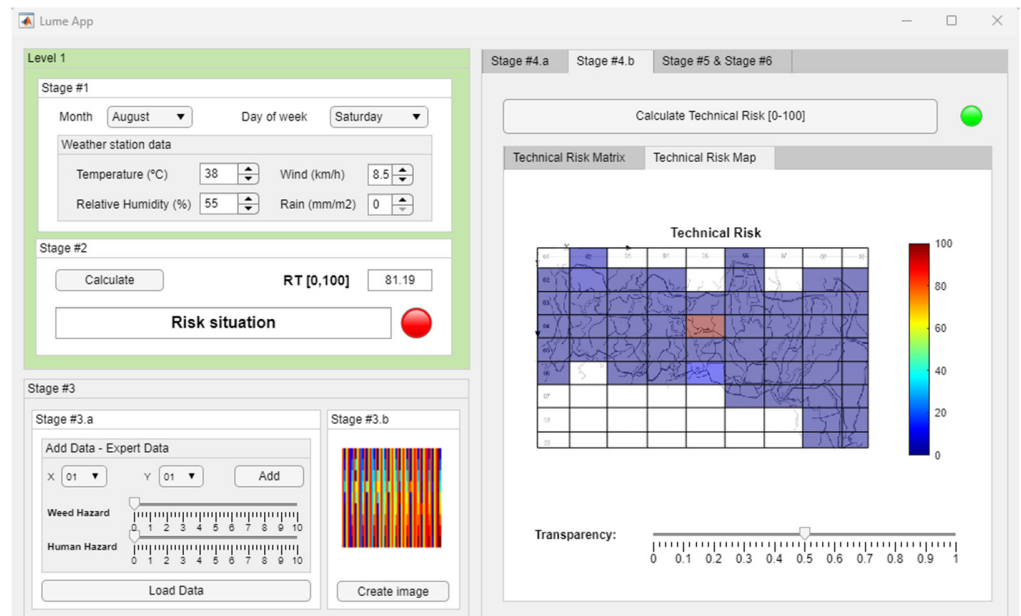 Lume App
Level 1
Stage #1
Month August Day of week Saturday
Weather station data
Temperature (ºC) 38 Wind (km/h) 8.5
Relative Humidity (%) 55 Rain (mm/m2) 0
Stage #2
Calculate RT [0,100] 81.19
Risk situation
Stage #3
Stage #3.a
Add Data - Expert Data
X 01 Y 01 Add
Weed Hazard
0 1 2 3 4 5 6 7 8 9 10
Human Hazard
0 1 2 3 4 5 6 7 8 9 10
Load Data
Stage #3.b
Create image
Stage #4.a Stage #4.b Stage #5 & Stage #6
Calculate Technical Risk [0-100]
Technical Risk Matrix Technical Risk Map
Technical Risk
100
80
60
40
20
0
Transparency:
0 0.1 0.2 0.3 0.4 0.5 0.6 0.7 0.8 0.9 1